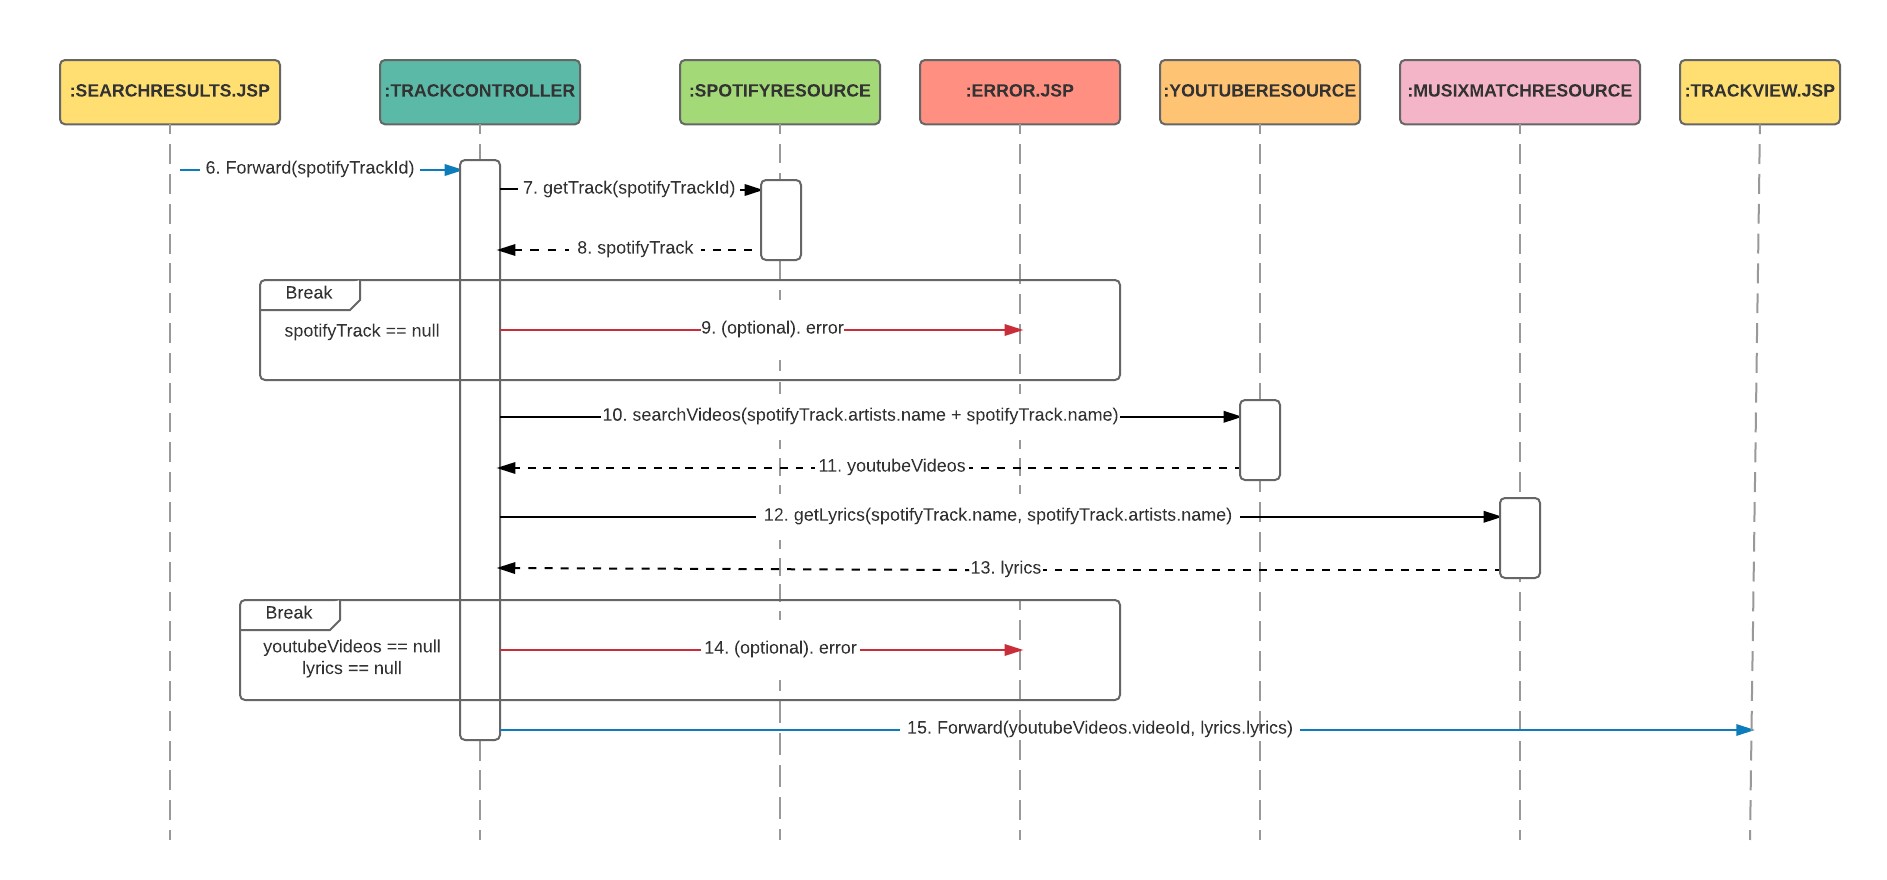 :SEARCHRESULTS.JSP
:TRACKCONTROLLER
:SPOTIFYRESOURCE
:ERROR.JSP
:YOUTUBERESOURCE
:MUSIXMATCHRESOURCE
:TRACKVIEW.JSP
6. Forward(spotifyTrackId)
7. getTrack(spotifyTrackId)
8. spotifyTrack
Break
spotifyTrack == null
9. (optional). error
10. searchVideos(spotifyTrack.artists.name + spotifyTrack.name)
11. youtubeVideos
12. getLyrics(spotifyTrack.name, spotifyTrack.artists.name)
13. lyrics
Break
youtubeVideos == null
lyrics == null
14. (optional). error
15. Forward(youtubeVideos.videoId, lyrics.lyrics)